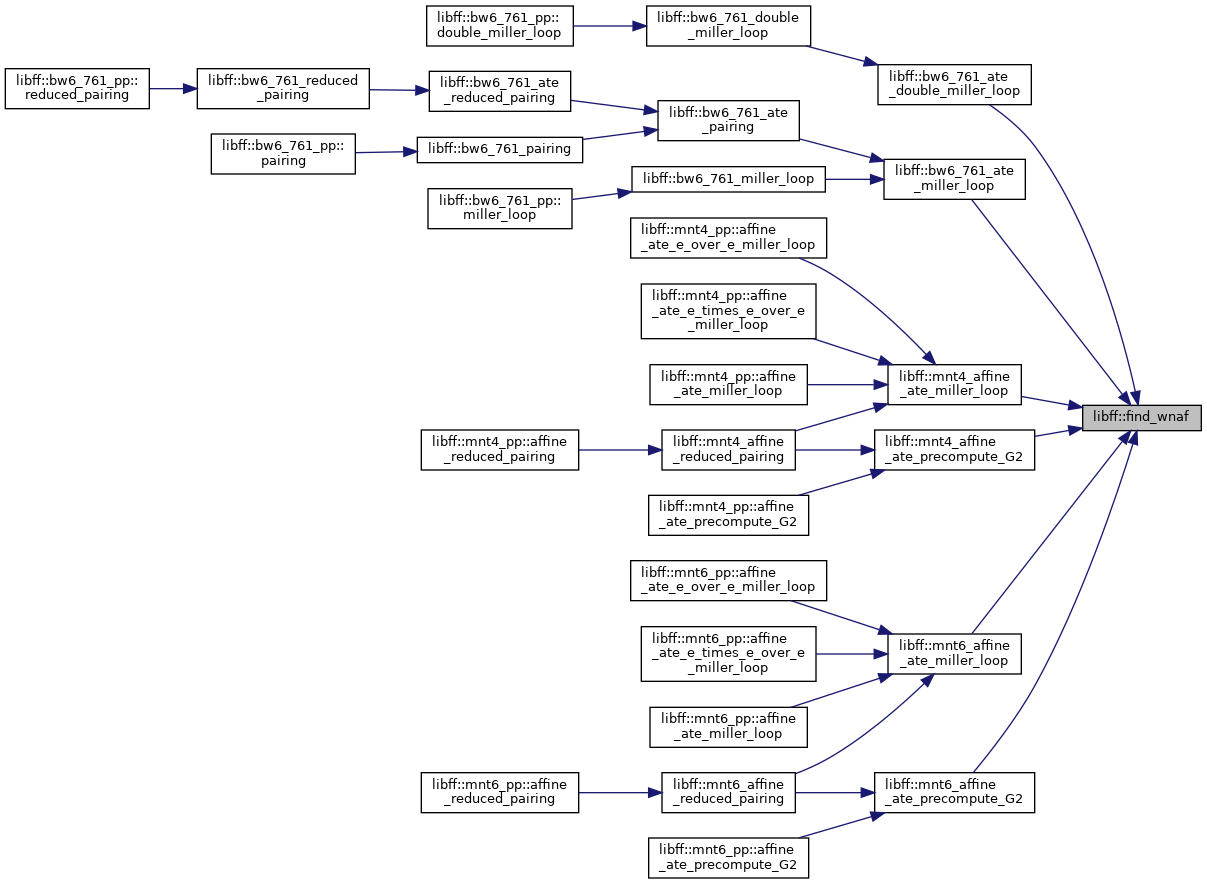 libff::bw6_761_pp::
double_miller_loop
libff::bw6_761_double
_miller_loop
libff::bw6_761_ate
_double_miller_loop
libff::bw6_761_pp::
reduced_pairing
libff::bw6_761_reduced
_pairing
libff::bw6_761_ate
_reduced_pairing
libff::bw6_761_ate
_pairing
libff::bw6_761_pp::
pairing
libff::bw6_761_pairing
libff::bw6_761_ate
_miller_loop
libff::bw6_761_miller_loop
libff::bw6_761_pp::
miller_loop
libff::mnt4_pp::affine
_ate_e_over_e_miller_loop
libff::mnt4_pp::affine
_ate_e_times_e_over_e
_miller_loop
libff::mnt4_pp::affine
_ate_miller_loop
libff::mnt4_affine
_ate_miller_loop
libff::find_wnaf
libff::mnt4_pp::affine
_reduced_pairing
libff::mnt4_affine
_reduced_pairing
libff::mnt4_affine
_ate_precompute_G2
libff::mnt4_pp::affine
_ate_precompute_G2
libff::mnt6_pp::affine
_ate_e_over_e_miller_loop
libff::mnt6_pp::affine
_ate_e_times_e_over_e
_miller_loop
libff::mnt6_affine
_ate_miller_loop
libff::mnt6_pp::affine
_ate_miller_loop
libff::mnt6_pp::affine
_reduced_pairing
libff::mnt6_affine
_reduced_pairing
libff::mnt6_affine
_ate_precompute_G2
libff::mnt6_pp::affine
_ate_precompute_G2